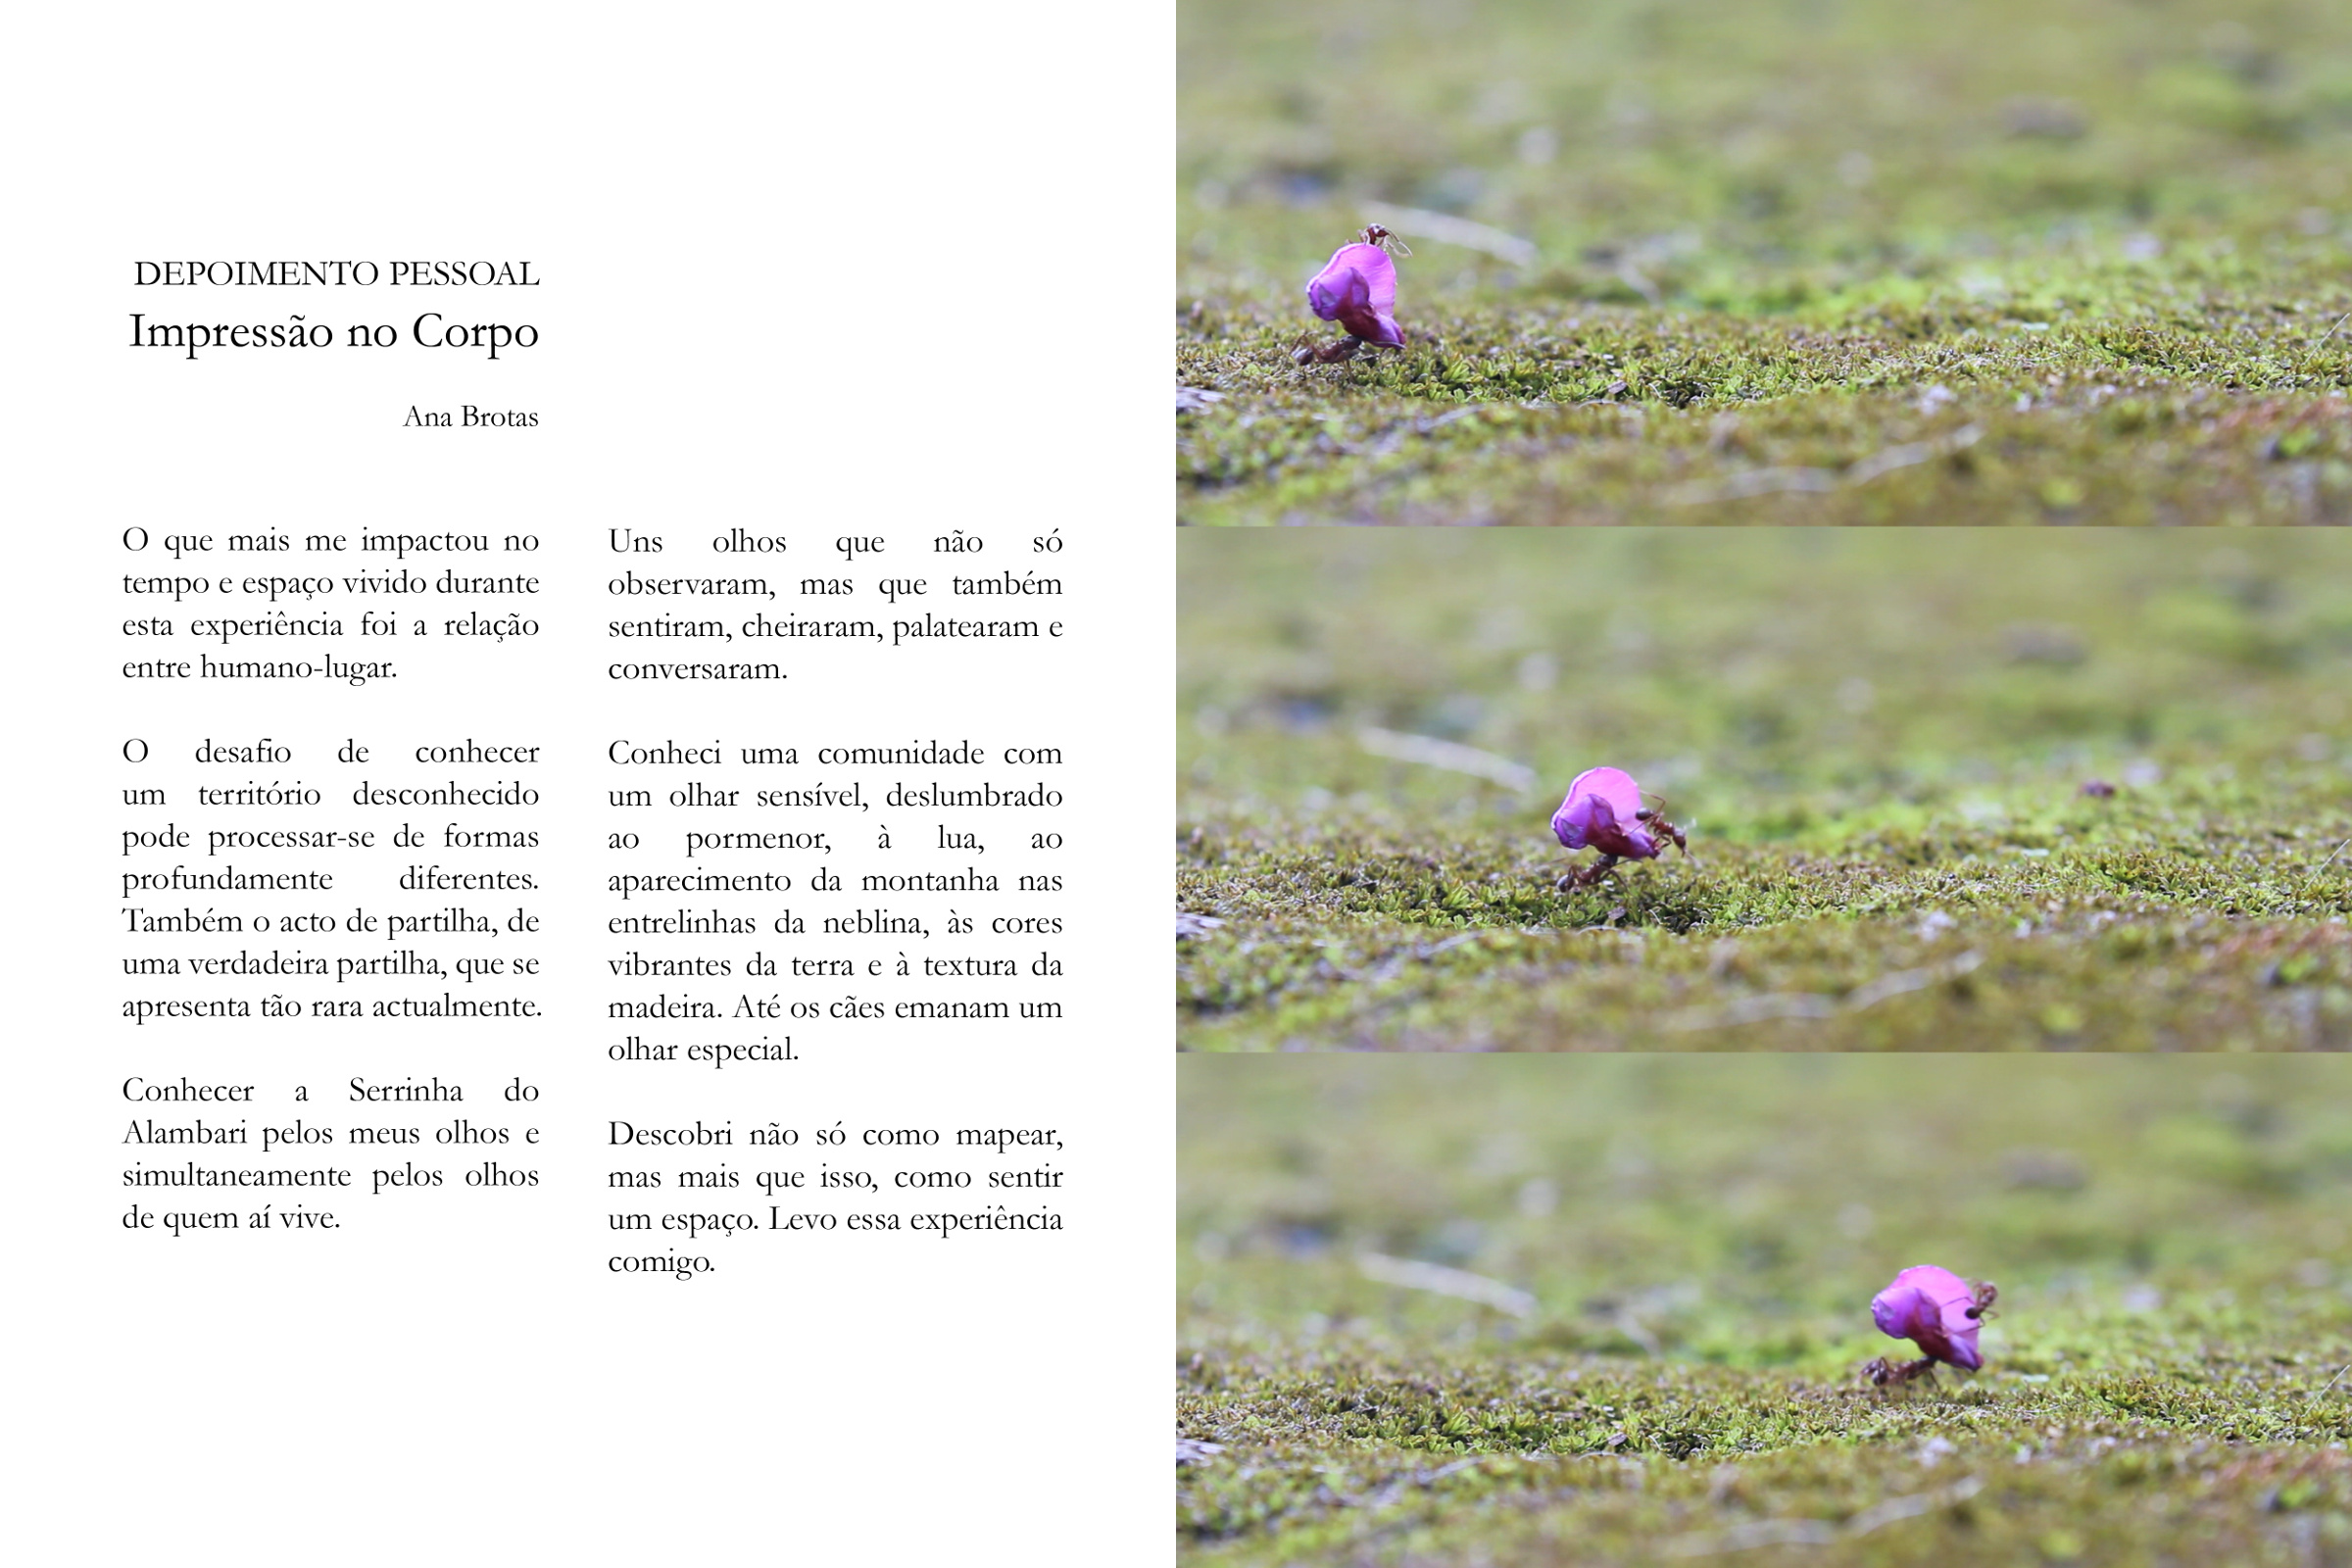 DEPOIMENTO PESSOAL
Impressão no Corpo
Ana Brotas
O que mais me impactou no
tempo e espaço vivido durante
esta experiência foi a relação
entre humano-lugar.
O desafio de conhecer
um território desconhecido
pode processar-se de formas
profundamente diferentes.
Também o acto de partilha, de
uma verdadeira partilha, que se
apresenta tão rara actualmente.
Conhecer a Serrinha do
Alambari pelos meus olhos e
simultaneamente pelos olhos
de quem aí vive.
Uns olhos que não só
observaram, mas que também
sentiram, cheiraram, palatearam e
conversaram.
Conheci uma comunidade com
um olhar sensível, deslumbrado
ao pormenor, à lua, ao
aparecimento da montanha nas
entrelinhas da neblina, às cores
vibrantes da terra e à textura da
madeira. Até os cães emanam um
olhar especial.
Descobri não só como mapear,
mas mais que isso, como sentir
um espaço. Levo essa experiência
comigo.